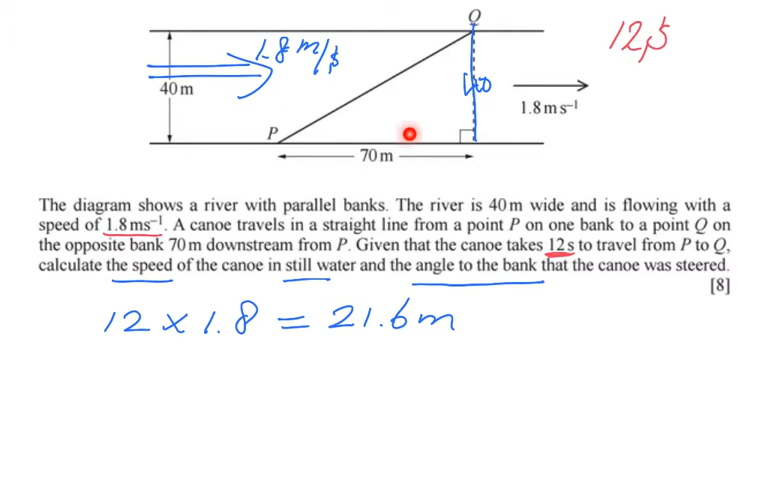 Q
12s
1.8 m/s
40 m
40
1.8 m s⁻¹
P
70 m
The diagram shows a river with parallel banks. The river is 40 m wide and is flowing with a
speed of 1.8 ms⁻¹. A canoe travels in a straight line from a point P on one bank to a point Q on
the opposite bank 70 m downstream from P. Given that the canoe takes 12 s to travel from P to Q,
calculate the speed of the canoe in still water and the angle to the bank that the canoe was steered.
[8]
12 × 1.8 = 21.6 m